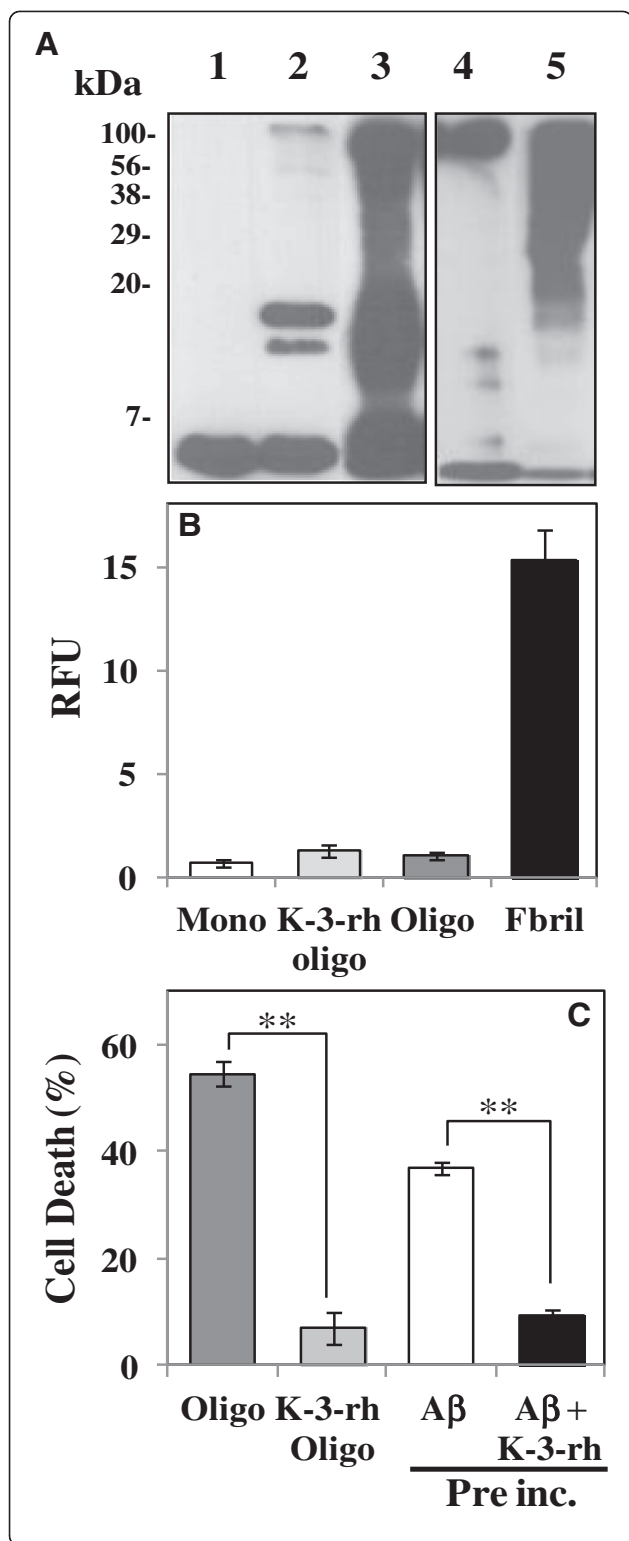 A
1 2 3 4 5
kDa
100-
56-
38-
29-
20-
7-
B
RFU
15
10
5
0
Mono K-3-rh Oligo Fbril
oligo
C
Cell Death (%)
60
40
20
0
**
**
Oligo K-3-rh Aβ Aβ +
Oligo K-3-rh
Pre inc.